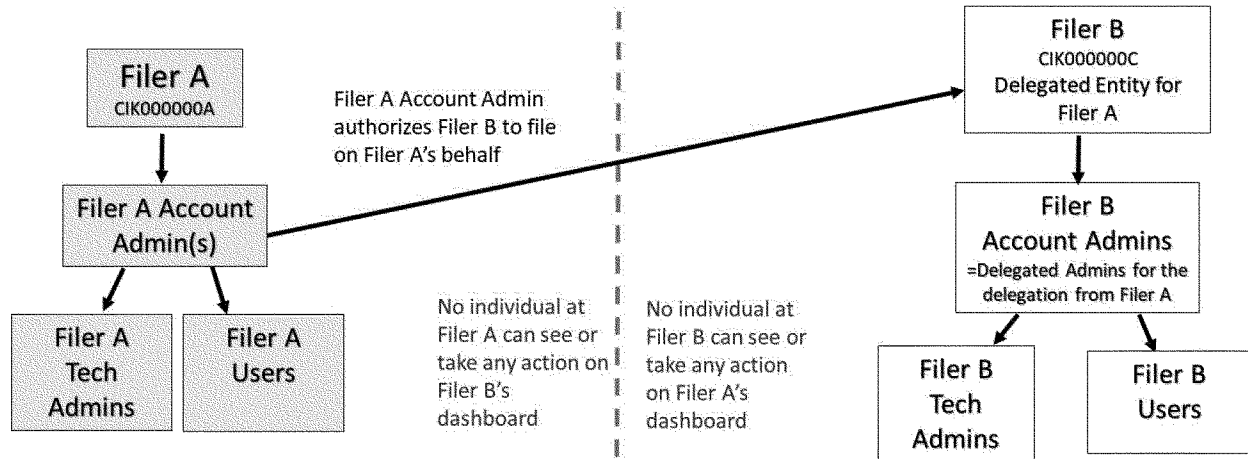 Filer A
CIK000000A
Filer A Account
Admin(s)
Filer A
Tech
Admins
Filer A
Users
Filer A Account Admin
authorizes Filer B to file
on Filer A's behalf
No individual at
Filer A can see or
take any action on
Filer B's
dashboard
No individual at
Filer B can see or
take any action
on Filer A's
dashboard
Filer B
CIK000000C
Delegated Entity for
Filer A
Filer B
Account Admins
=Delegated Admins for the
delegation from Filer A
Filer B
Tech
Admins
Filer B
Users